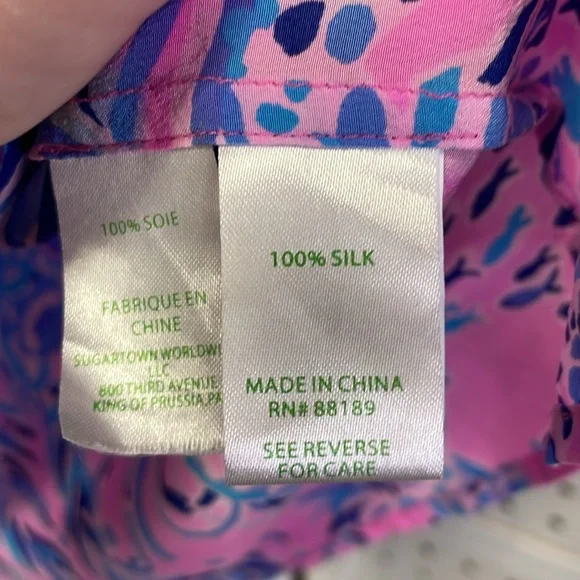 100% SOIE
FABRIQUE EN
CHINE
SUGARTOWN
LLC
800 THIRD AVENUE
KING OF PRUSSIA, PA
100% SILK
MADE IN CHINA
RN# 88189
SEE REVERSE
FOR CARE